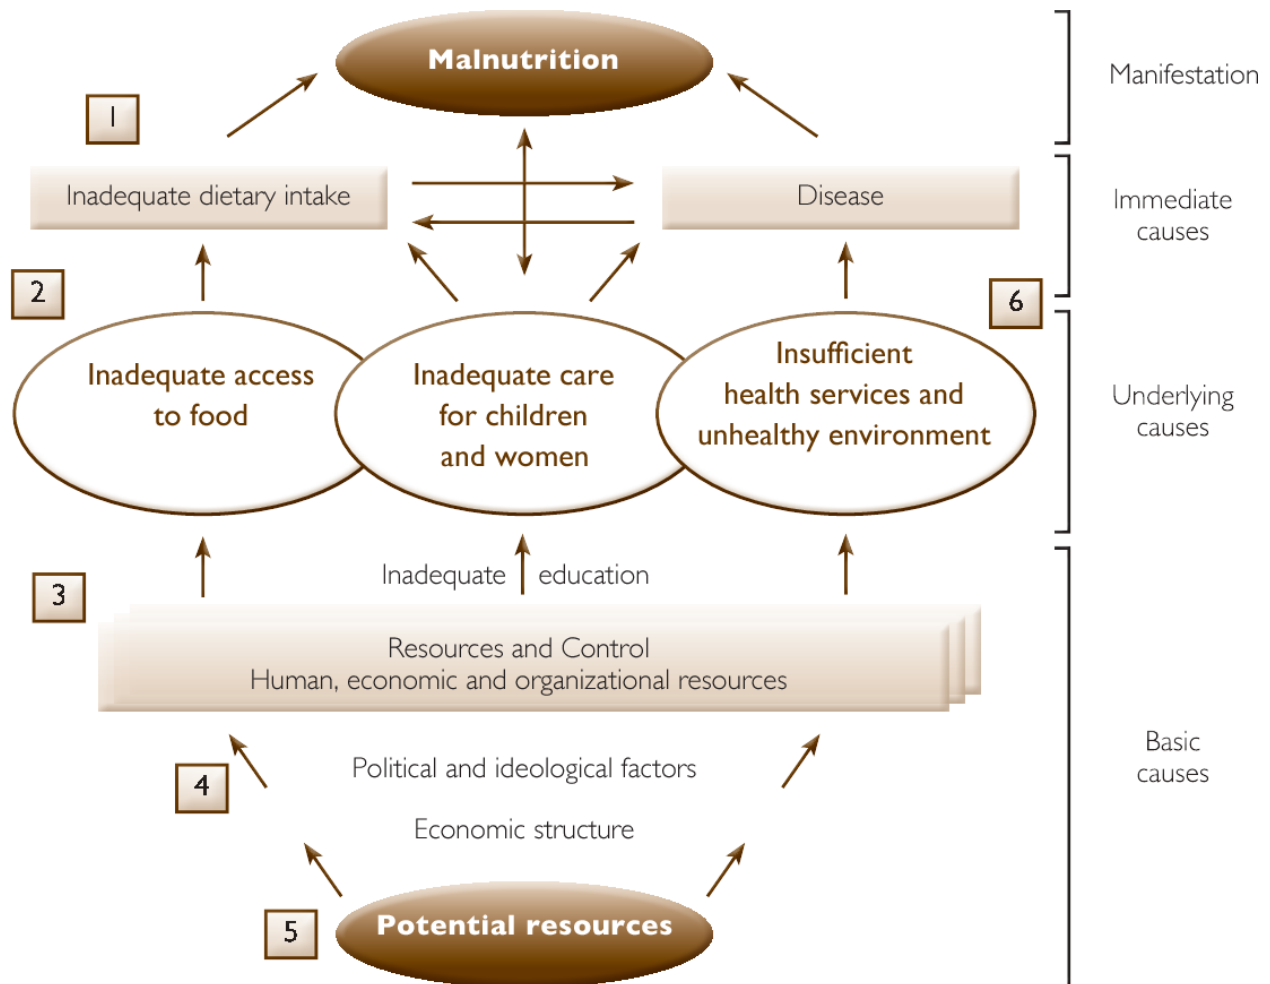 Malnutrition
Manifestation
1
Inadequate dietary intake
Disease
Immediate
causes
2
6
Inadequate access
to food
Inadequate care
for children
and women
Insufficient
health services and
unhealthy environment
Underlying
causes
Inadequate education
3
Resources and Control
Human, economic and organizational resources
Political and ideological factors
4
Basic
causes
Economic structure
5
Potential resources